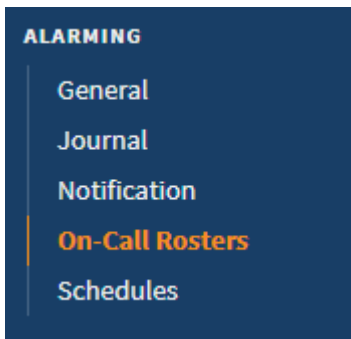 ALARMING
General
Journal
Notification
On-Call Rosters
Schedules